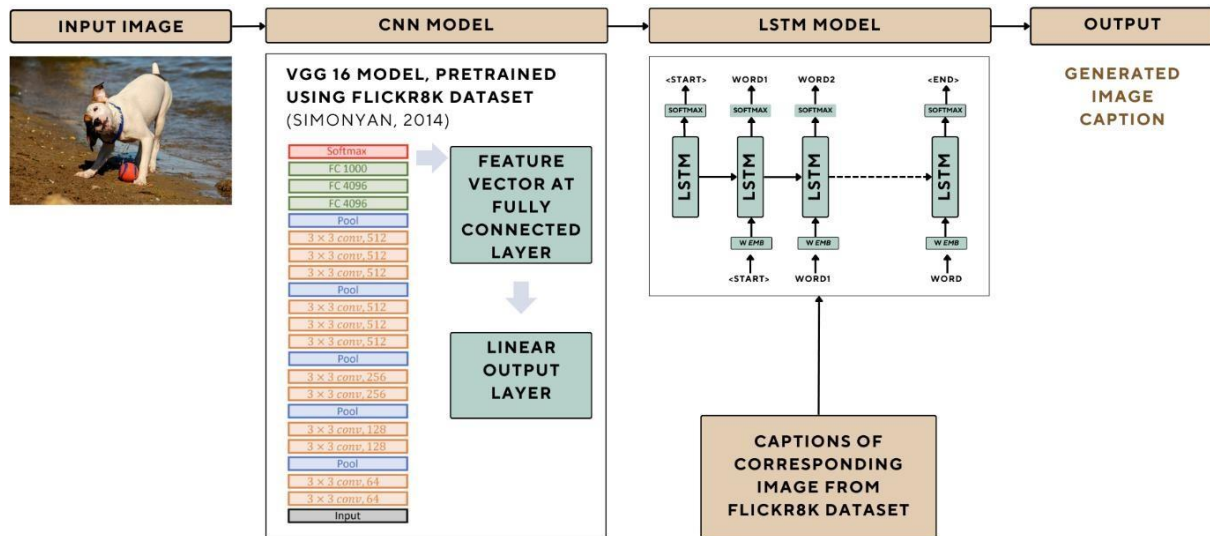 INPUT IMAGE
CNN MODEL
LSTM MODEL
OUTPUT
VGG 16 MODEL, PRETRAINED
USING FLICKR8K DATASET
(SIMONYAN, 2014)
Softmax
FC 1000
FC 4096
FC 4096
Pool
3 × 3 conv, 512
3 × 3 conv, 512
3 × 3 conv, 512
Pool
3 × 3 conv, 512
3 × 3 conv, 512
3 × 3 conv, 512
Pool
3 × 3 conv, 256
3 × 3 conv, 256
Pool
3 × 3 conv, 128
3 × 3 conv, 128
Pool
3 × 3 conv, 64
3 × 3 conv, 64
Input
FEATURE
VECTOR AT
FULLY
CONNECTED
LAYER
LINEAR
OUTPUT
LAYER
<START> WORD1 WORD2 <END>
SOFTMAX SOFTMAX SOFTMAX SOFTMAX
LSTM LSTM LSTM LSTM
W EMB W EMB W EMB
<START> WORD1 WORD
CAPTIONS OF
CORRESPONDING
IMAGE FROM
FLICKR8K DATASET
GENERATED
IMAGE
CAPTION